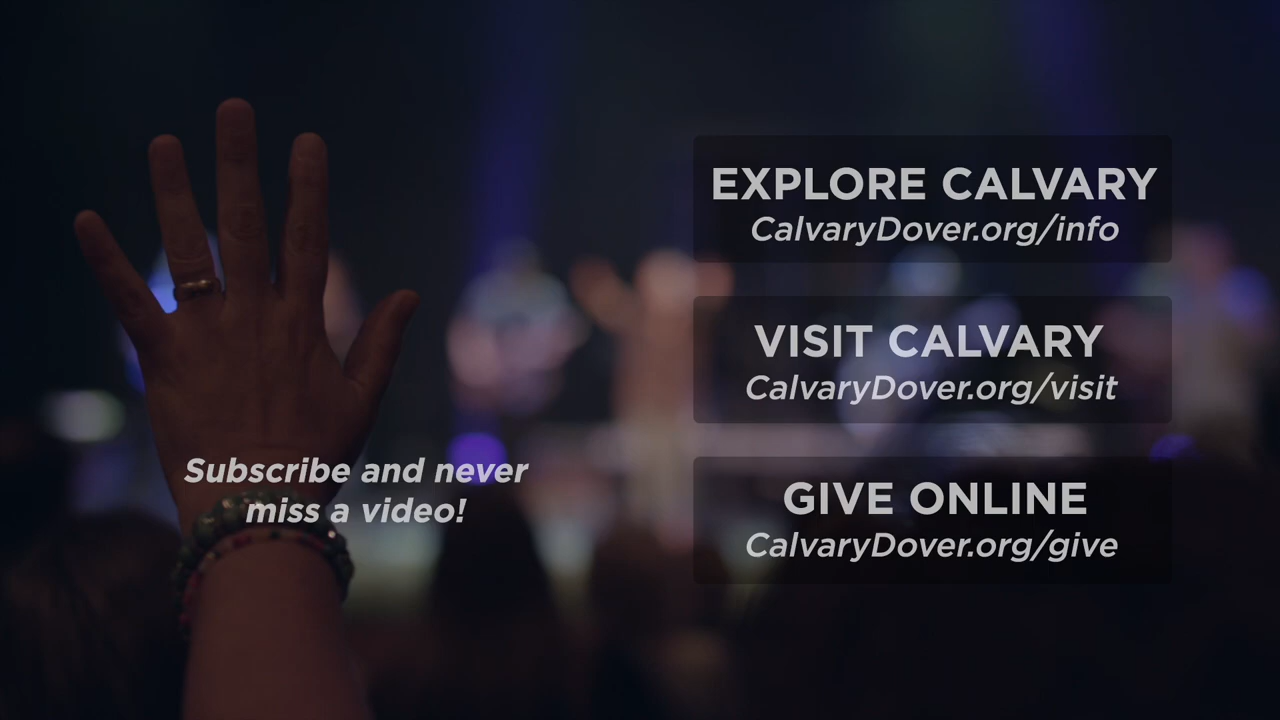 EXPLORE CALVARY
CalvaryDover.org/info
VISIT CALVARY
CalvaryDover.org/visit
Subscribe and never
miss a video!
GIVE ONLINE
CalvaryDover.org/give